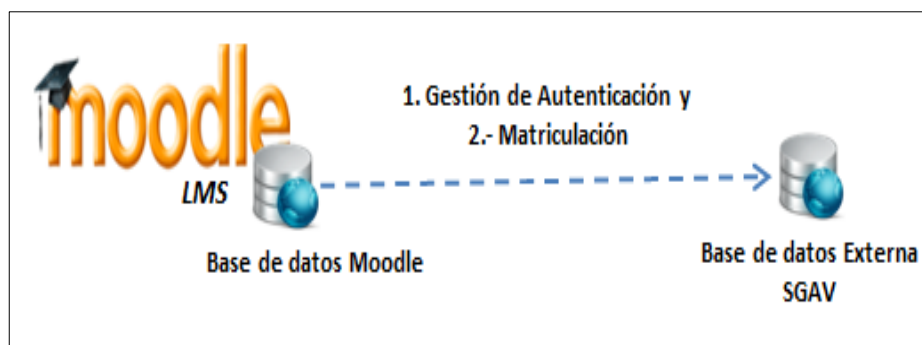 moodle
LMS
Base de datos Moodle
1. Gestión de Autenticación y
2.- Matriculación
Base de datos Externa
SGAV